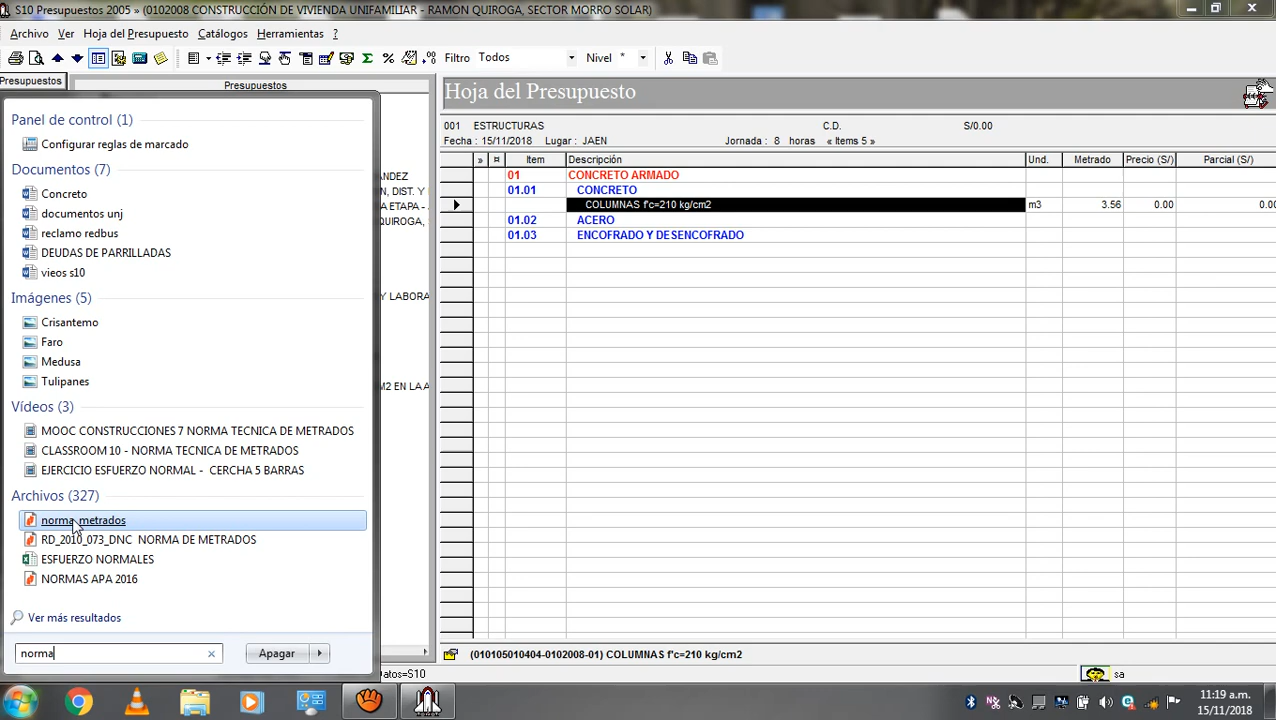 S10 Presupuestos 2005 » (0102008 CONSTRUCCIÓN DE VIVIENDA UNIFAMILIAR - RAMON QUIROGA, SECTOR MORRO SOLAR)
Archivo Ver Hoja del Presupuesto Catálogos Herramientas ?
Filtro Todos Nivel *
Presupuestos Presupuestos
Hoja del Presupuesto
001 ESTRUCTURAS C.D. S/0.00
Fecha : 15/11/2018 Lugar : JAEN Jornada : 8 horas « Items 5 »
» ¤ Item Descripción Und. Metrado Precio (S/) Parcial (S/)
01 CONCRETO ARMADO
01.01 CONCRETO
COLUMNAS f'c=210 kg/cm2 m3 3.56 0.00 0.00
01.02 ACERO
01.03 ENCOFRADO Y DESENCOFRADO
NDEZ
N, DIST. Y
A ETAPA -
QUIROGA,
Y LABORA
M2 EN LA A
Panel de control (1)
Configurar reglas de marcado
Documentos (7)
Concreto
documentos unj
reclamo redbus
DEUDAS DE PARRILLADAS
vieos s10
Imágenes (5)
Crisantemo
Faro
Medusa
Tulipanes
Vídeos (3)
MOOC CONSTRUCCIONES 7 NORMA TECNICA DE METRADOS
CLASSROOM 10 - NORMA TECNICA DE METRADOS
EJERCICIO ESFUERZO NORMAL - CERCHA 5 BARRAS
Archivos (327)
norma_metrados
RD_2010_073_DNC NORMA DE METRADOS
ESFUERZO NORMALES
NORMAS APA 2016
Ver más resultados
norma Apagar
(010105010404-0102008-01) COLUMNAS f'c=210 kg/cm2
atos=S10 sa
11:19 a.m.
15/11/2018